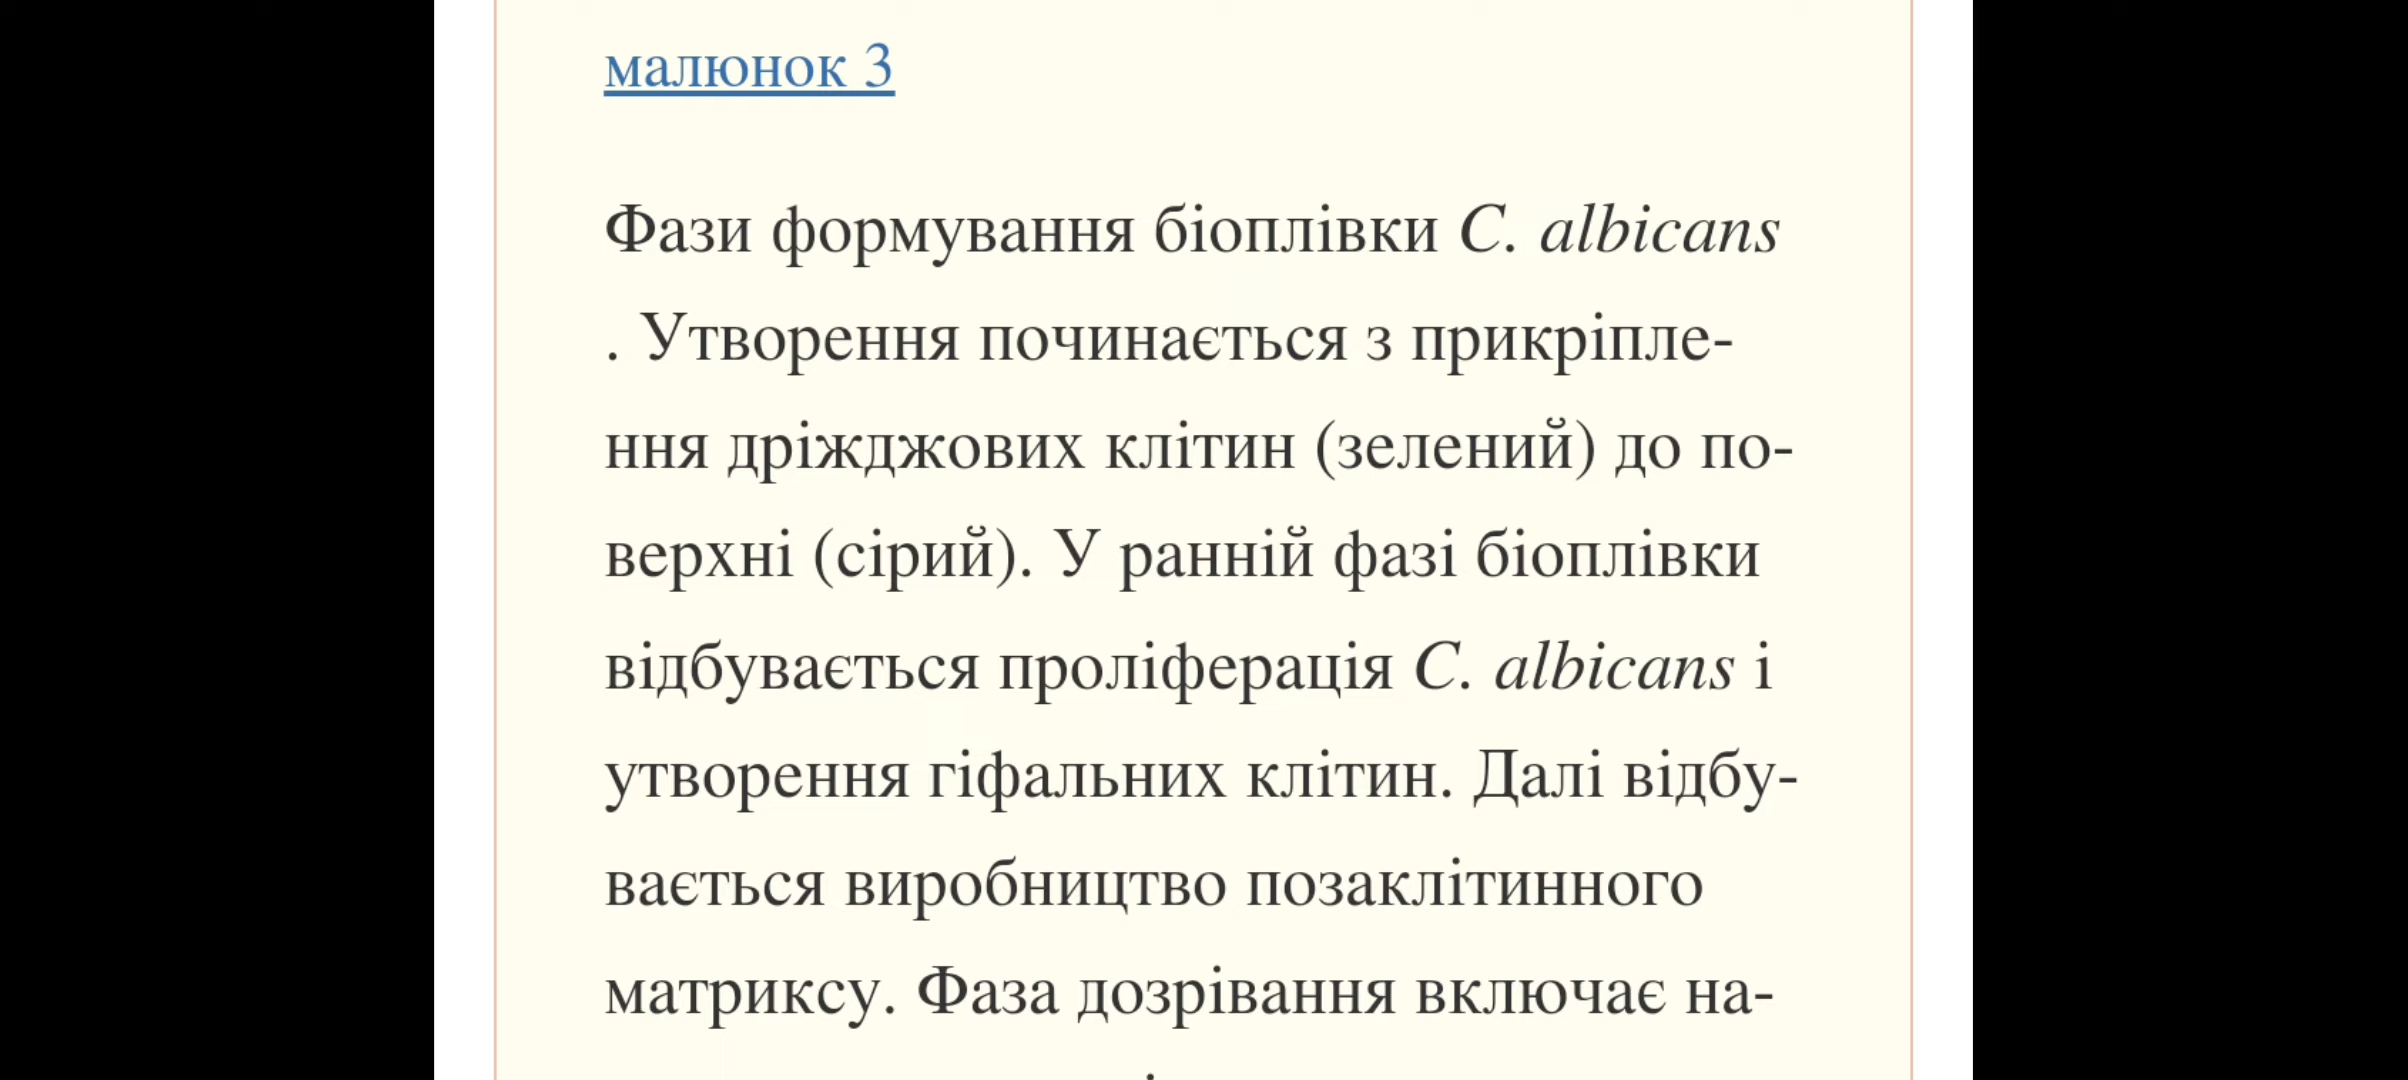 малюнок 3
Фази формування біоплівки C. albicans
. Утворення починається з прикріпле-
ння дріжджових клітин (зелений) до по-
верхні (сірий). У ранній фазі біоплівки
відбувається проліферація C. albicans і
утворення гіфальних клітин. Далі відбу-
вається виробництво позаклітинного
матриксу. Фаза дозрівання включає на-